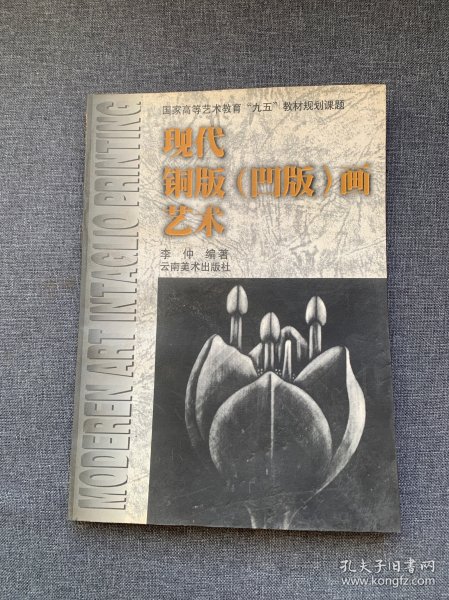 国家高等艺术教育“九五”教材规划课题
现代
铜版（凹版）画
艺术
李 仲 编著
云南美术出版社
MODEREN ART INTAGLIO PRINTING
孔夫子旧书网
www.kongfz.com